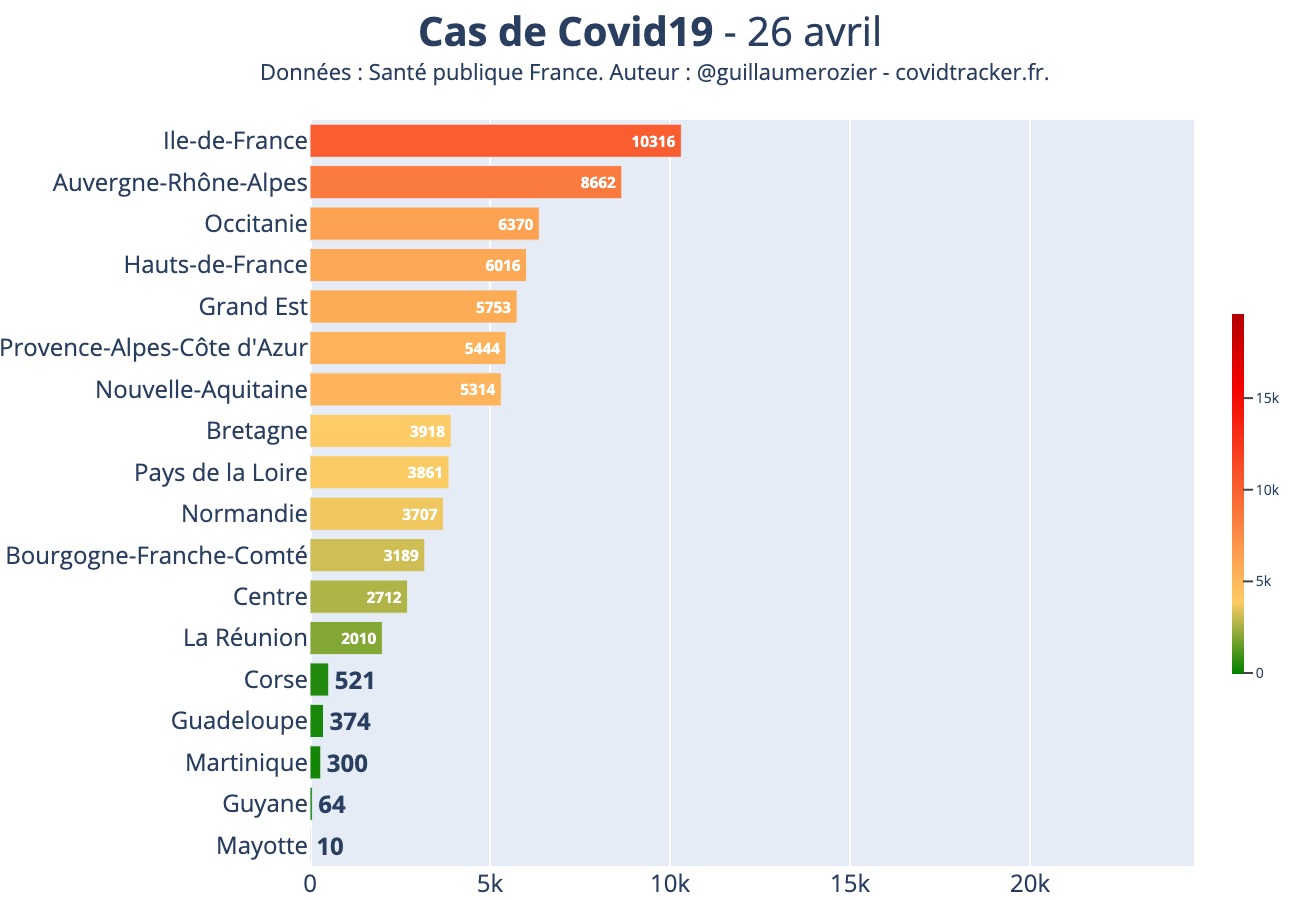 Cas de Covid19 - 26 avril
Données : Santé publique France. Auteur : @guillaumerozier - covidtracker.fr.
Ile-de-France 10316
Auvergne-Rhône-Alpes 8662
Occitanie 6370
Hauts-de-France 6016
Grand Est 5753
Provence-Alpes-Côte d'Azur 5444
Nouvelle-Aquitaine 5314
Bretagne 3918
Pays de la Loire 3861
Normandie 3707
Bourgogne-Franche-Comté 3189
Centre 2712
La Réunion 2010
Corse 521
Guadeloupe 374
Martinique 300
Guyane 64
Mayotte 10
0 5k 10k 15k 20k
15k
10k
5k
0